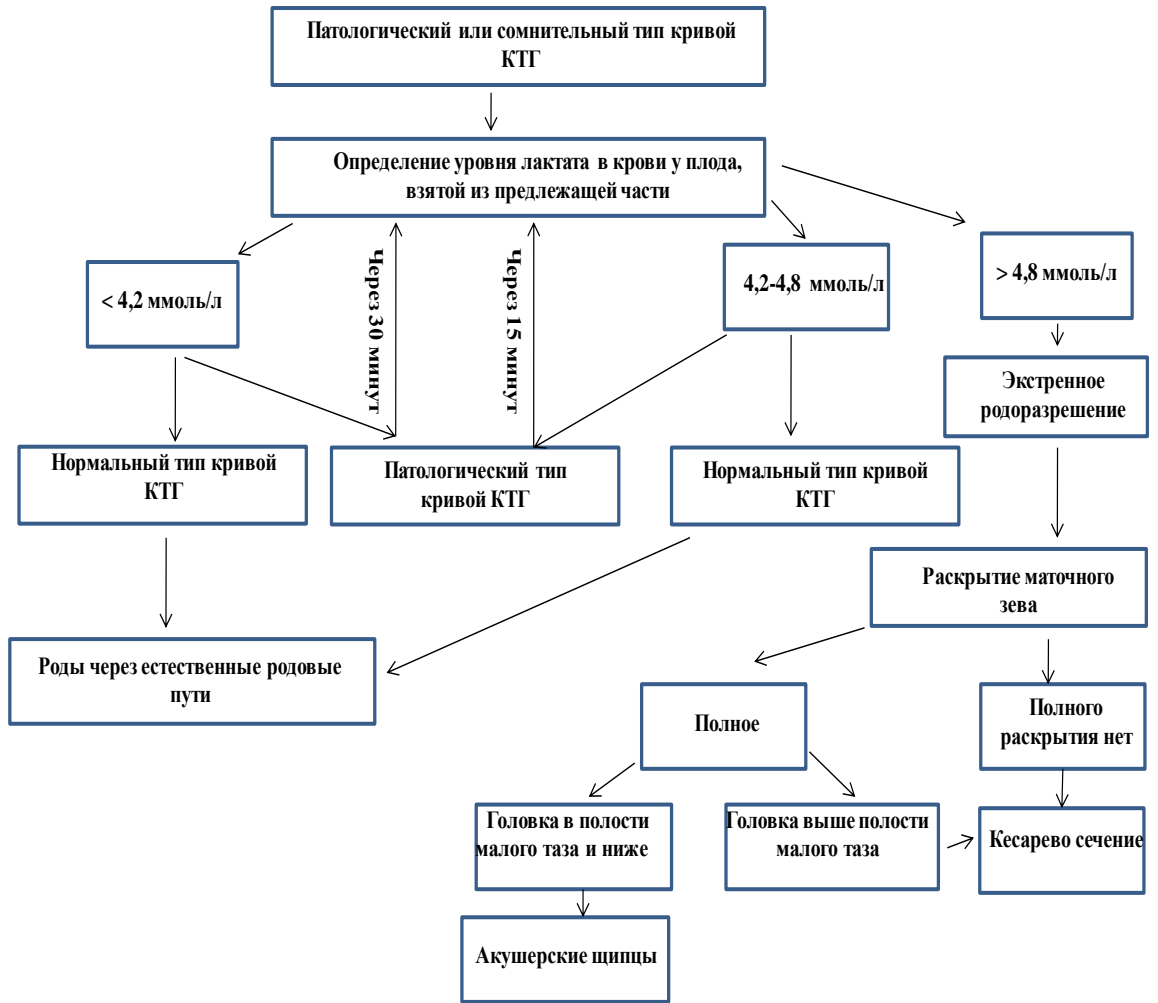 Патологический или сомнительный тип кривой
КТГ
Определение уровня лактата в крови у плода,
взятой из предлежащей части
< 4,2 ммоль/л
Через 30 минут
Через 15 минут
4,2-4,8 ммоль/л
> 4,8 ммоль/л
Экстренное
родоразрешение
Нормальный тип кривой
КТГ
Патологический тип
кривой КТГ
Нормальный тип кривой
КТГ
Раскрытие маточного
зева
Роды через естественные родовые
пути
Полное
Полного
раскрытия нет
Головка в полости
малого таза и ниже
Головка выше полости
малого таза
Кесарево сечение
Акушерские щипцы